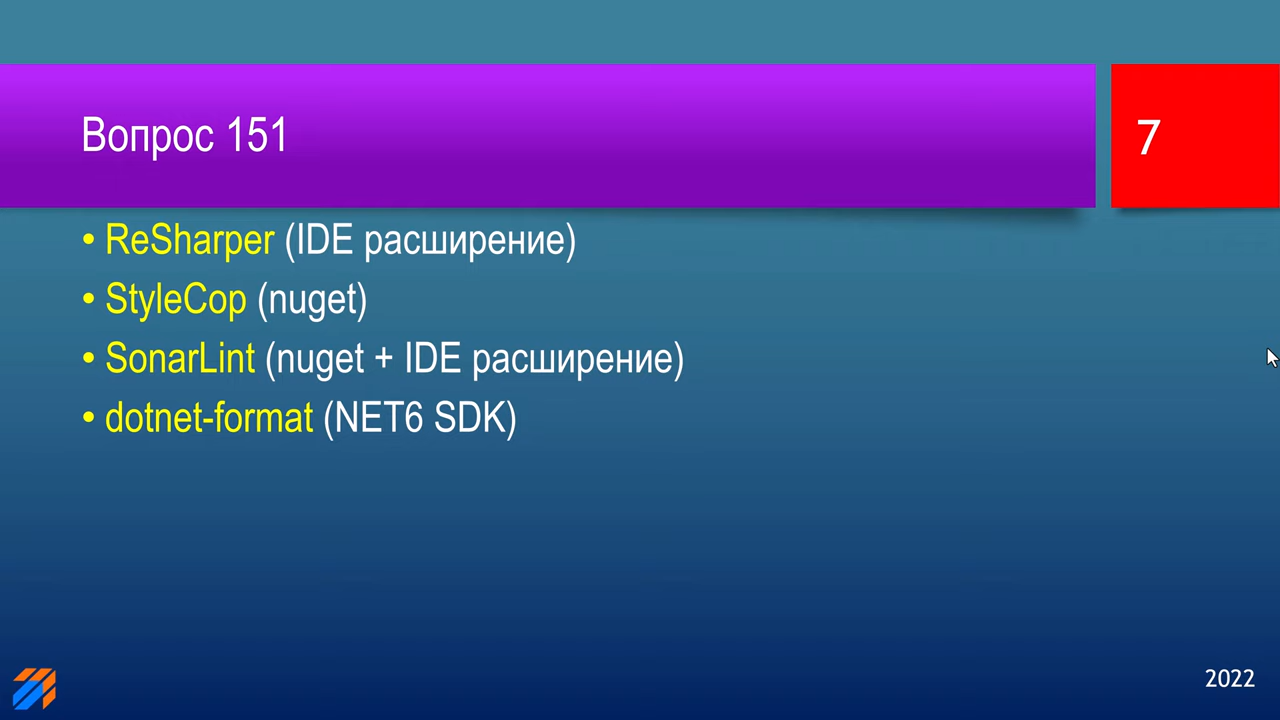 Вопрос 151
7
• ReSharper (IDE расширение)
• StyleCop (nuget)
• SonarLint (nuget + IDE расширение)
• dotnet-format (NET6 SDK)
2022